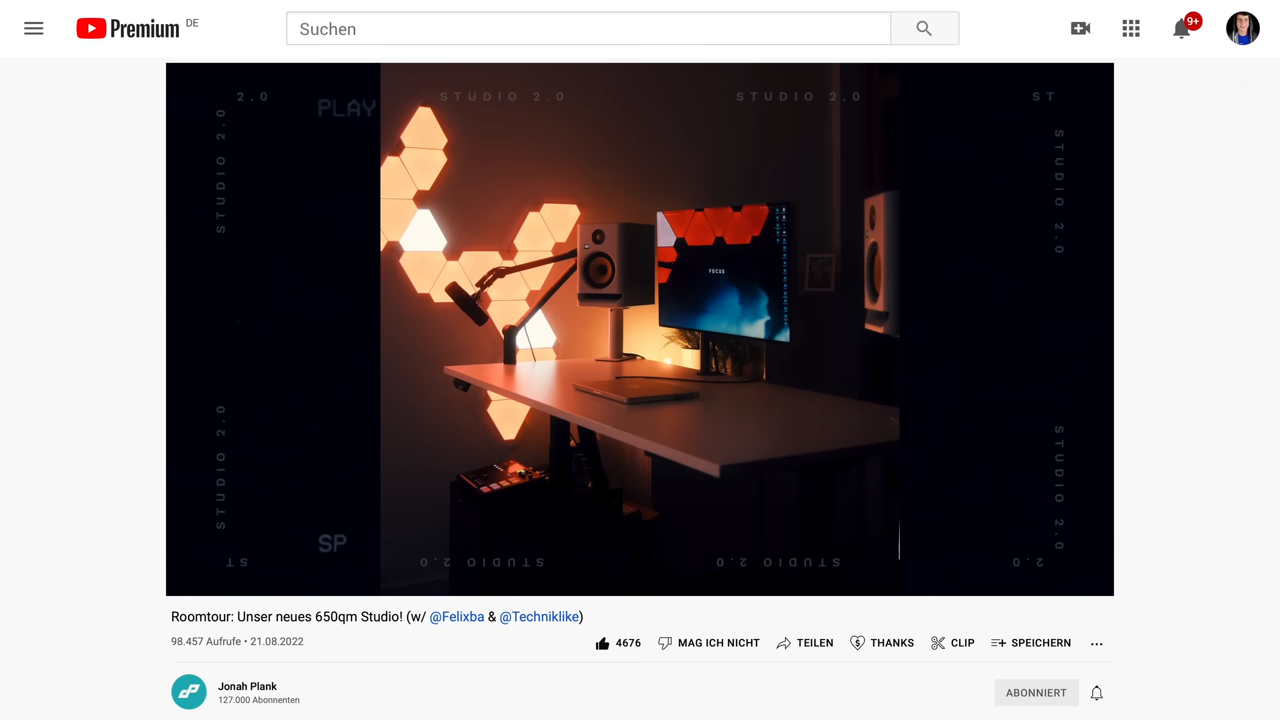 Premium DE
Suchen
9+
2.0 STUDIO 2.0 STUDIO 2.0 ST
PLAY
STUDIO 2.0
STUDIO 2.0
FOCUS
STUDIO 2.0
STUDIO 2.0
SP
ST STUDIO 2.0 STUDIO 2.0 2.0
Roomtour: Unser neues 650qm Studio! (w/ @Felixba & @Techniklike)
98.457 Aufrufe • 21.08.2022
4676 MAG ICH NICHT TEILEN THANKS CLIP SPEICHERN
Jonah Plank
127.000 Abonnenten
ABONNIERT